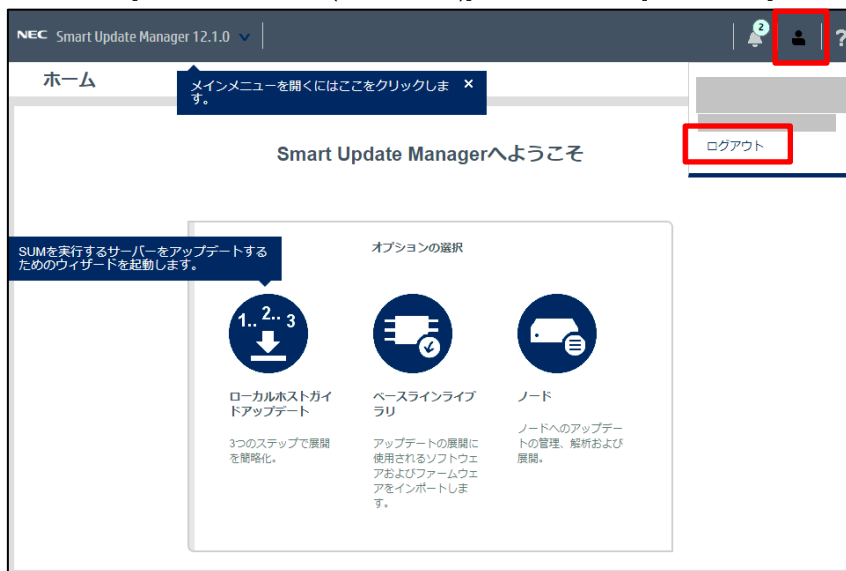 NEC Smart Update Manager 12.1.0
2
?
ホーム
メインメニューを開くにはここをクリックしま ×
す。
ログアウト
Smart Update Managerへようこそ
オプションの選択
SUMを実行するサーバーをアップデートする
ためのウィザードを起動します。
1.. 2.. 3
ローカルホストガイ
ドアップデート
3つのステップで展開
を簡略化。
ベースラインライブ
ラリ
アップデートの展開に
使用されるソフトウェ
アおよびファームウェ
アをインポートしま
す。
ノード
ノードへのアップデー
トの管理、解析および
展開。